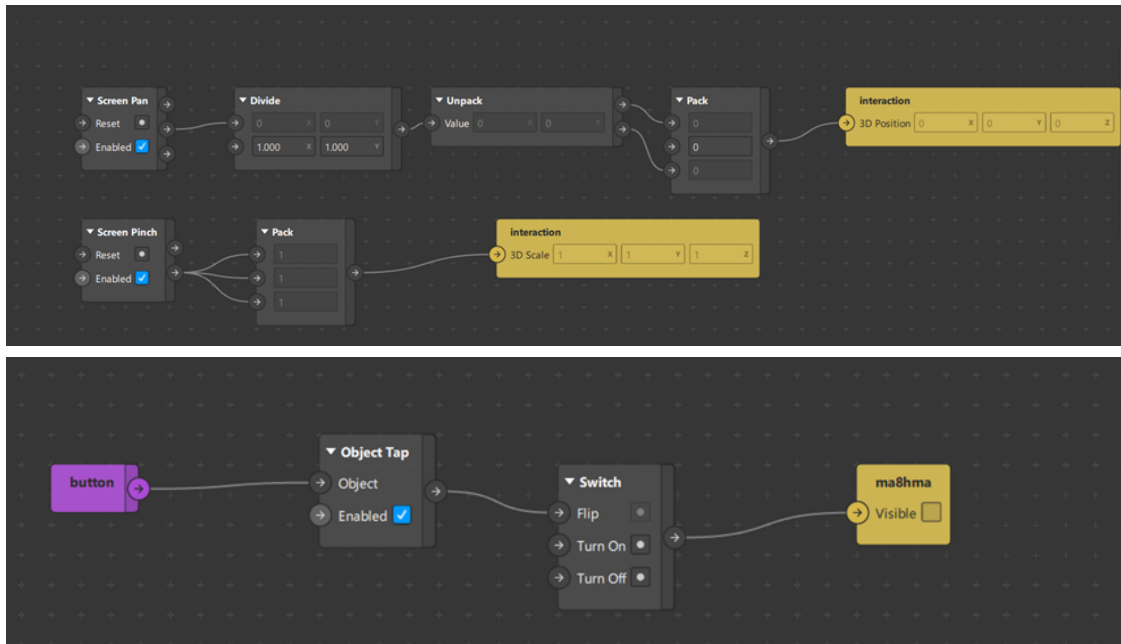 Screen Pan
Reset
Enabled
Divide
0 X 0 Y
1.000 X 1.000 Y
Unpack
Value 0 X 0 Y
Pack
0
0
0
interaction
3D Position 0 X 0 Y 0 Z
Screen Pinch
Reset
Enabled
Pack
1
1
1
interaction
3D Scale 1 X 1 Y 1 Z
button
Object Tap
Object
Enabled
Switch
Flip
Turn On
Turn Off
ma8hma
Visible